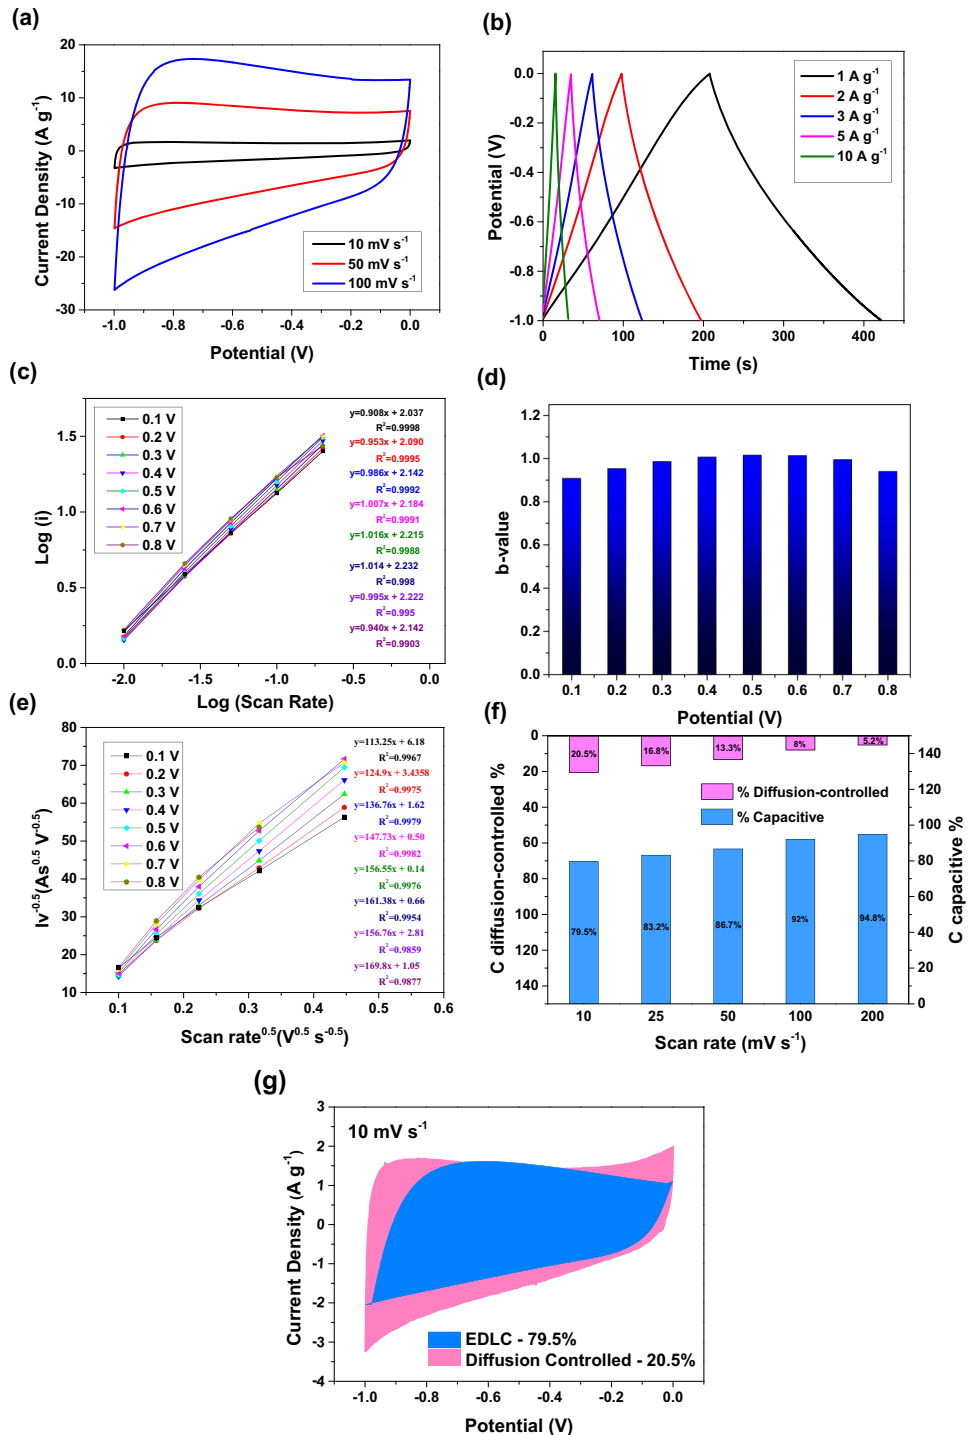 (a)
20
10
0
-10
-20
-30
Current Density (A g⁻¹)
10 mV s⁻¹
50 mV s⁻¹
100 mV s⁻¹
-1.0 -0.8 -0.6 -0.4 -0.2 0.0
Potential (V)
(b)
0.0
-0.2
-0.4
-0.6
-0.8
-1.0
Potential (V)
1 A g⁻¹
2 A g⁻¹
3 A g⁻¹
5 A g⁻¹
10 A g⁻¹
0 100 200 300 400
Time (s)
(c)
1.5
1.0
0.5
0.0
Log (i)
0.1 V
0.2 V
0.3 V
0.4 V
0.5 V
0.6 V
0.7 V
0.8 V
y=0.908x + 2.037
R²=0.9998
y=0.953x + 2.090
R²=0.9995
y=0.986x + 2.142
R²=0.9992
y=1.007x + 2.184
R²=0.9991
y=1.016x + 2.215
R²=0.9988
y=1.014 + 2.232
R²=0.998
y=0.995x + 2.222
R²=0.995
y=0.940x + 2.142
R²=0.9903
-2.0 -1.5 -1.0 -0.5 0.0
Log (Scan Rate)
(d)
1.2
1.0
0.8
0.6
0.4
0.2
0.0
b-value
0.1 0.2 0.3 0.4 0.5 0.6 0.7 0.8
Potential (V)
(e)
80
70
60
50
40
30
20
10
Iv⁻⁰·⁵(As⁰·⁵ V⁻⁰·⁵)
0.1 V
0.2 V
0.3 V
0.4 V
0.5 V
0.6 V
0.7 V
0.8 V
y=113.25x + 6.18
R²=0.9967
y=124.9x + 3.4358
R²=0.9975
y=136.76x + 1.62
R²=0.9979
y=147.73x + 0.50
R²=0.9982
y=156.55x + 0.14
R²=0.9976
y=161.38x + 0.66
R²=0.9954
y=156.76x + 2.81
R²=0.9859
y=169.8x + 1.05
R²=0.9877
0.1 0.2 0.3 0.4 0.5 0.6
Scan rate⁰·⁵(V⁰·⁵ s⁻⁰·⁵)
(f)
0
20
40
60
80
100
120
140
C diffusion-controlled %
20.5% 16.8% 13.3% 8% 5.2%
% Diffusion-controlled
% Capacitive
79.5% 83.2% 86.7% 92% 94.8%
140
120
100
80
60
40
20
0
C capacitive %
10 25 50 100 200
Scan rate (mV s⁻¹)
(g)
3
2
1
0
-1
-2
-3
-4
Current Density (A g⁻¹)
10 mV s⁻¹
EDLC - 79.5%
Diffusion Controlled - 20.5%
-1.0 -0.8 -0.6 -0.4 -0.2 0.0
Potential (V)